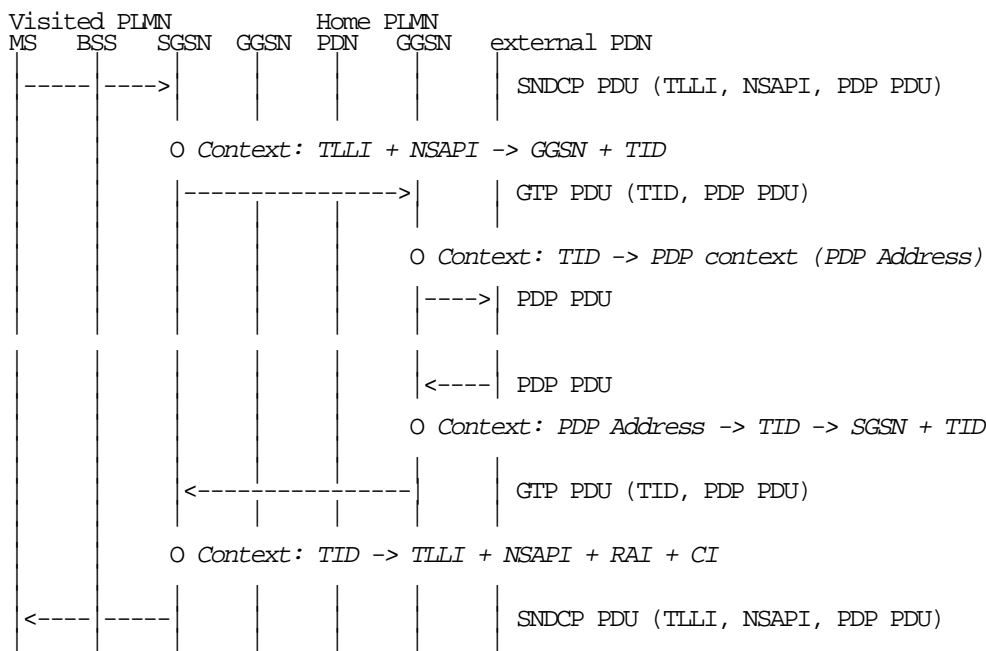 Visited PLMN Home PLMN
MS BSS SGSN GGSN PDN GGSN external PDN
SNDCP PDU (TLLI, NSAPI, PDP PDU)
O Context: TLLI + NSAPI -> GGSN + TID
GTP PDU (TID, PDP PDU)
O Context: TID -> PDP context (PDP Address)
PDP PDU
PDP PDU
O Context: PDP Address -> TID -> SGSN + TID
GTP PDU (TID, PDP PDU)
O Context: TID -> TLLI + NSAPI + RAI + CI
SNDCP PDU (TLLI, NSAPI, PDP PDU)